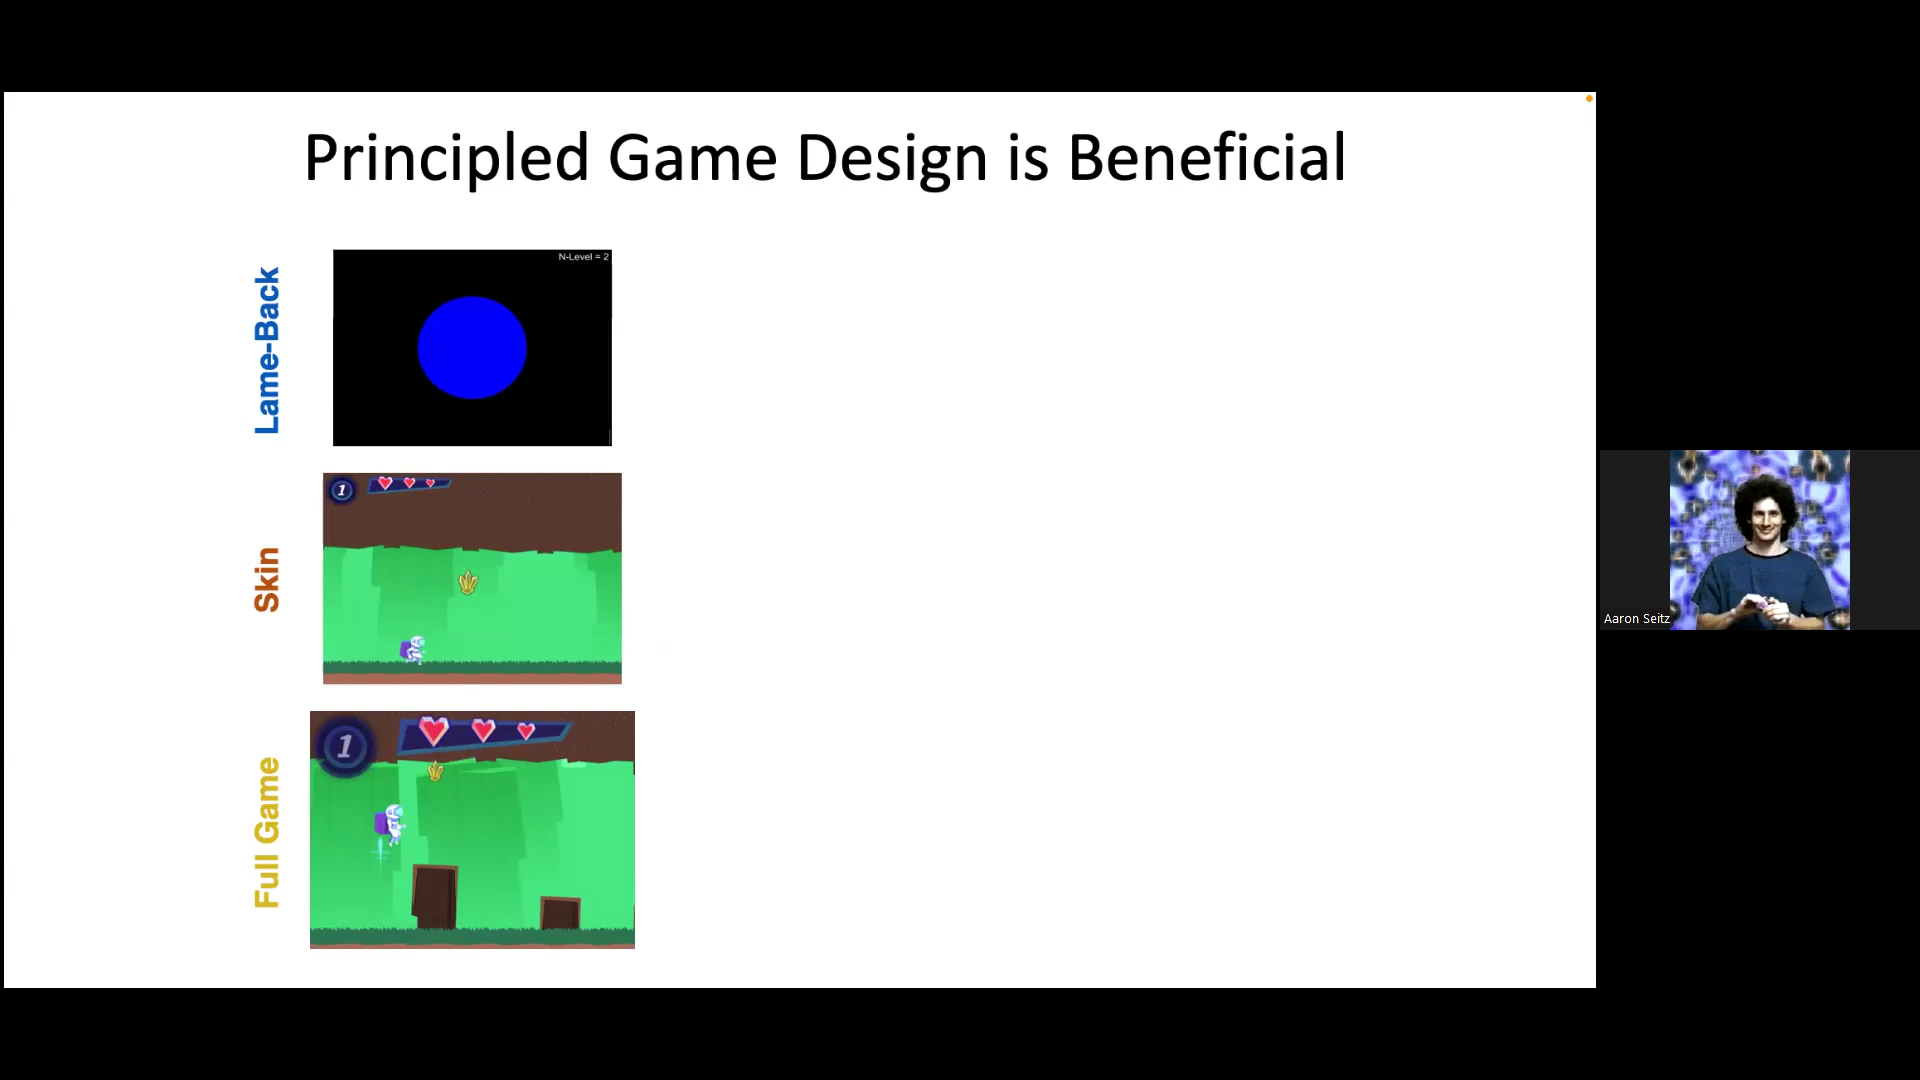 Principled Game Design is Beneficial
Lame-Back
N-Level = 2
Skin
1
Full Game
1
Aaron Seitz